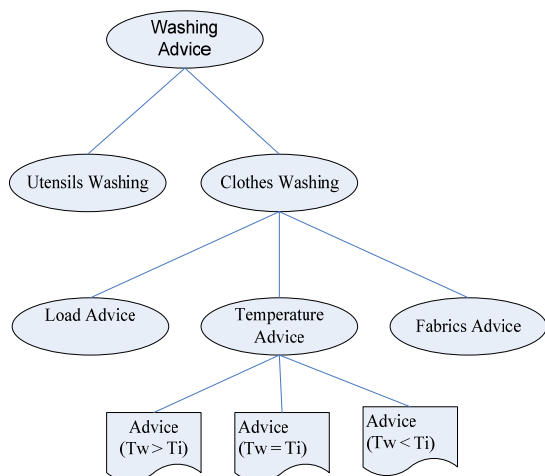 Washing
Advice
Utensils Washing
Clothes Washing
Load Advice
Temperature
Advice
Fabrics Advice
Advice
(Tw > Ti)
Advice
(Tw = Ti)
Advice
(Tw < Ti)